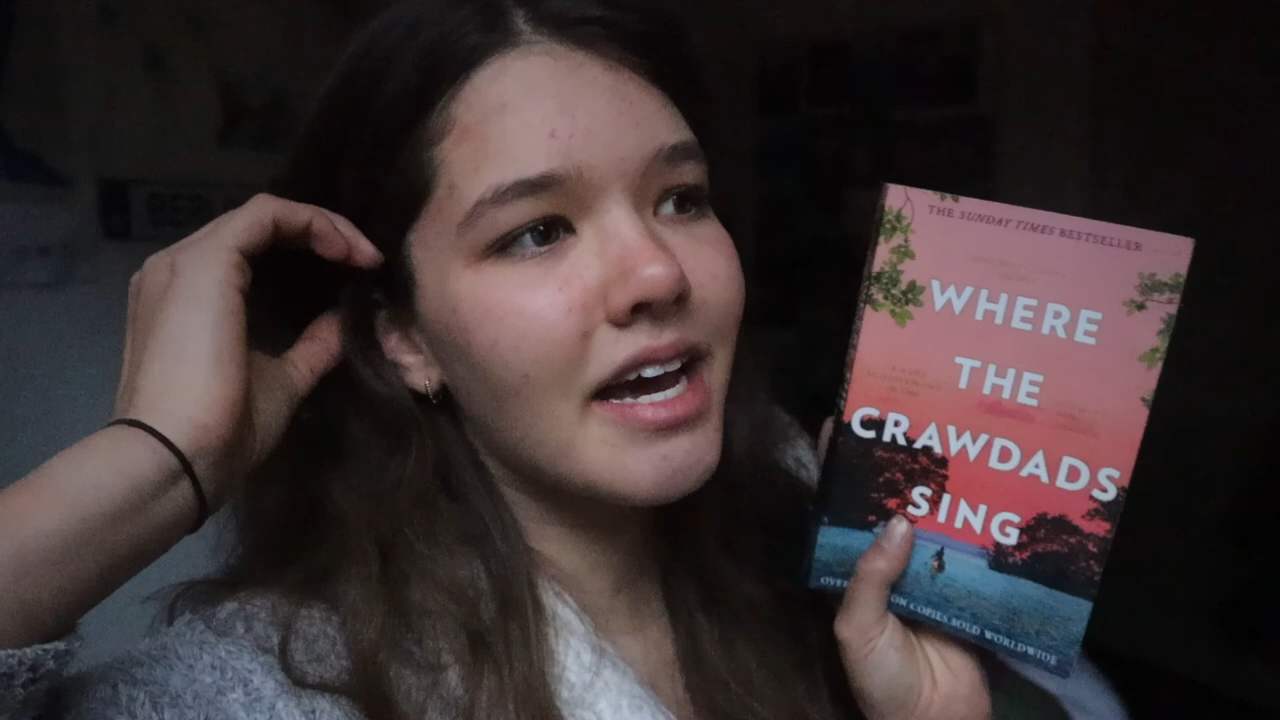 THE SUNDAY TIMES BESTSELLER
WHERE
THE
CRAWDADS
SING
COPIES SOLD WORLDWIDE